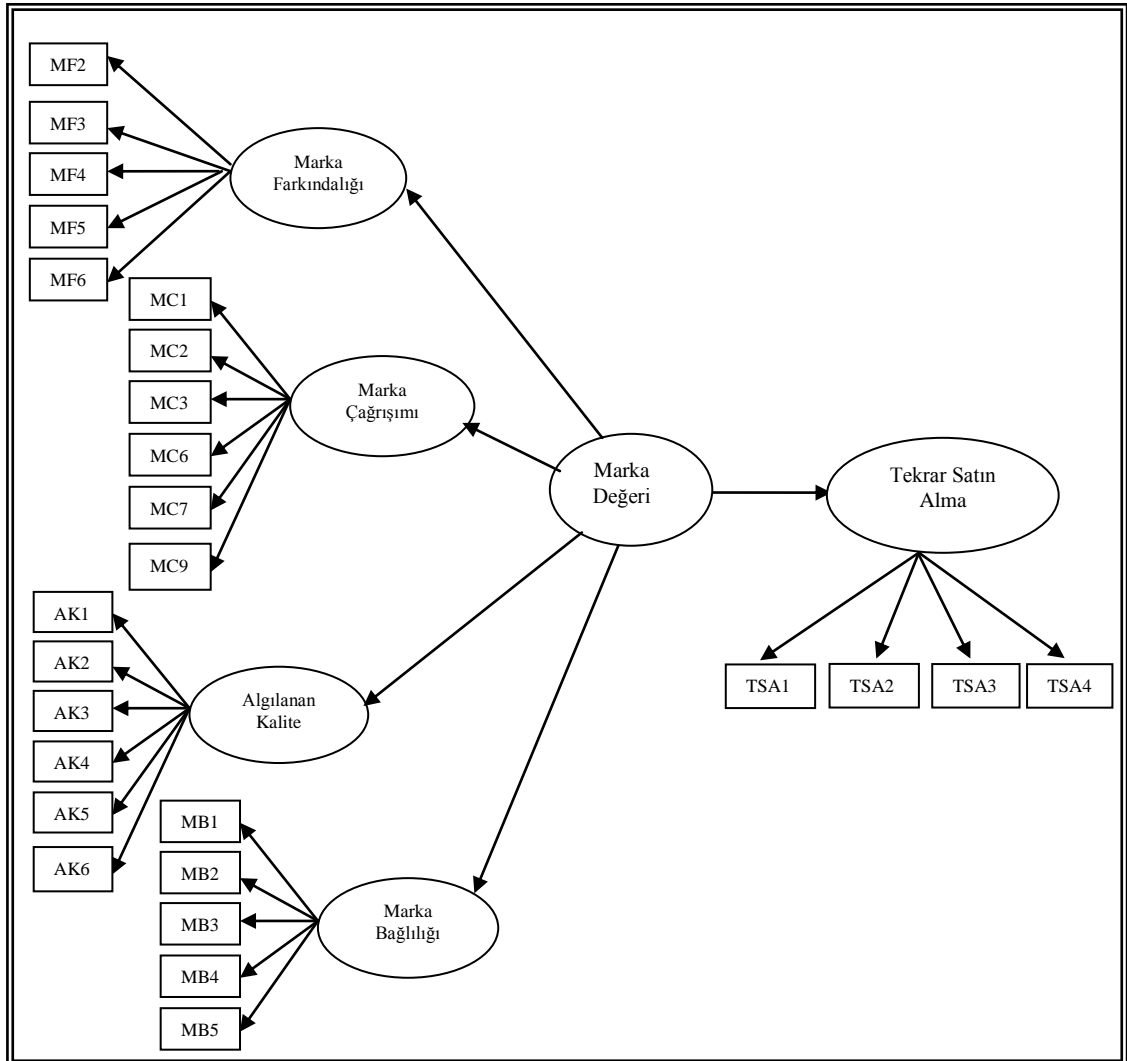 MF2
MF3
MF4
MF5
MF6
Marka
Farkındalığı
MC1
MC2
MC3
MC6
MC7
MC9
Marka
Çağrışımı
Marka
Değeri
Tekrar Satın
Alma
AK1
AK2
AK3
AK4
AK5
AK6
Algılanan
Kalite
TSA1
TSA2
TSA3
TSA4
MB1
MB2
MB3
MB4
MB5
Marka
Bağlılığı